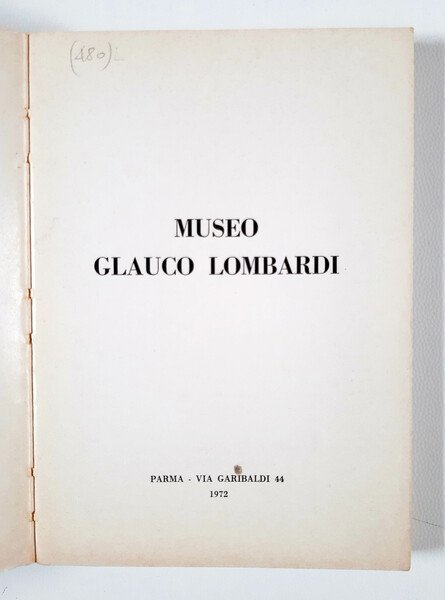 (480)L
MUSEO
GLAUCO LOMBARDI
PARMA - VIA GARIBALDI 44
1972